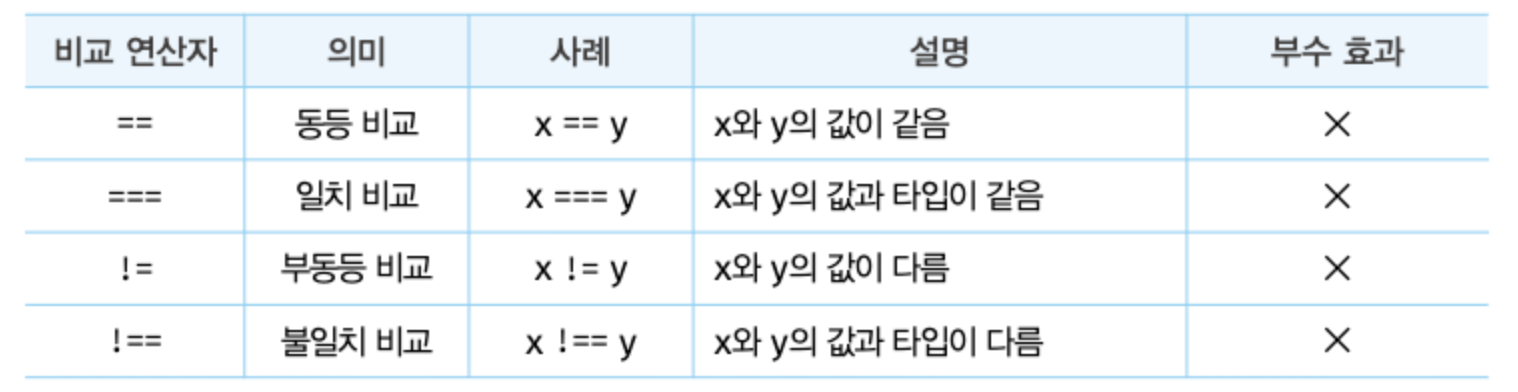 비교 연산자 의미 사례 설명 부수 효과
== 동등 비교 x == y x와 y의 값이 같음 ×
=== 일치 비교 x === y x와 y의 값과 타입이 같음 ×
!= 부동등 비교 x != y x와 y의 값이 다름 ×
!== 불일치 비교 x !== y x와 y의 값과 타입이 다름 ×